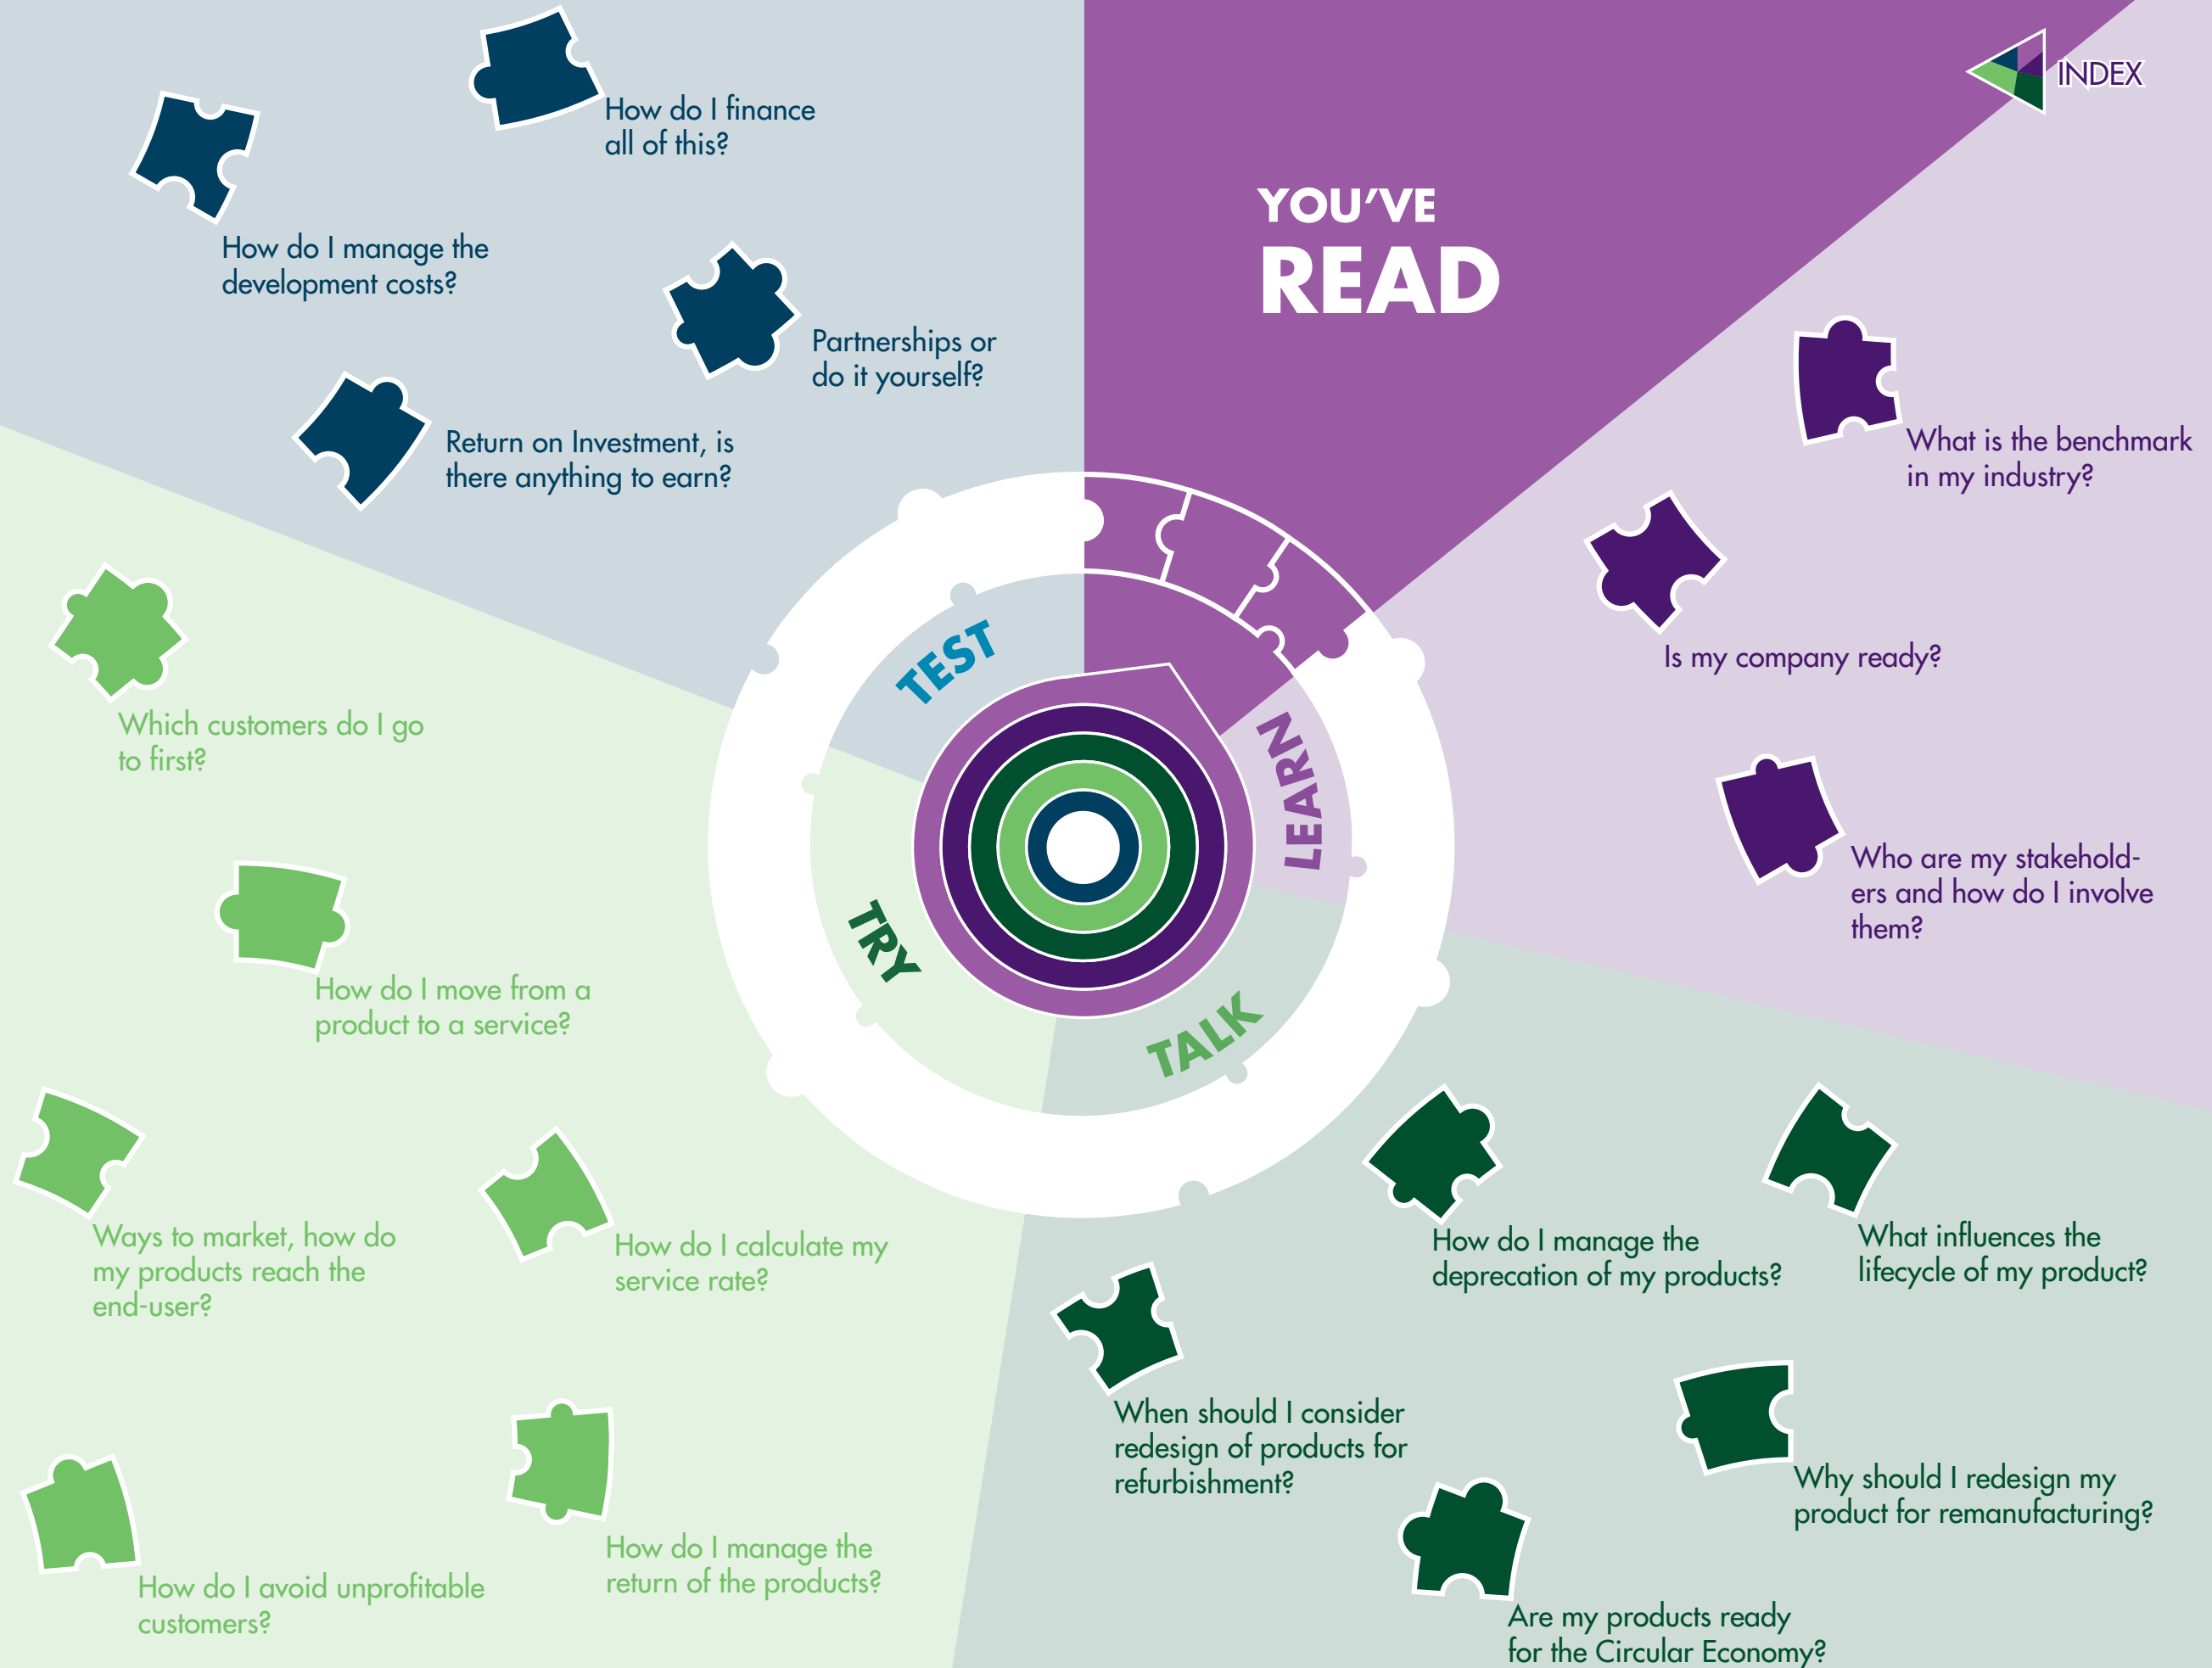 INDEX
YOU’VE
READ
How do I finance
all of this?
How do I manage the
development costs?
Partnerships or
do it yourself?
Return on Investment, is
there anything to earn?
What is the benchmark
in my industry?
Is my company ready?
Who are my stakehold-
ers and how do I involve
them?
TEST
LEARN
TALK
TRY
Which customers do I go
to first?
How do I move from a
product to a service?
Ways to market, how do
my products reach the
end-user?
How do I calculate my
service rate?
How do I avoid unprofitable
customers?
How do I manage the
return of the products?
How do I manage the
deprecation of my products?
What influences the
lifecycle of my product?
When should I consider
redesign of products for
refurbishment?
Why should I redesign my
product for remanufacturing?
Are my products ready
for the Circular Economy?